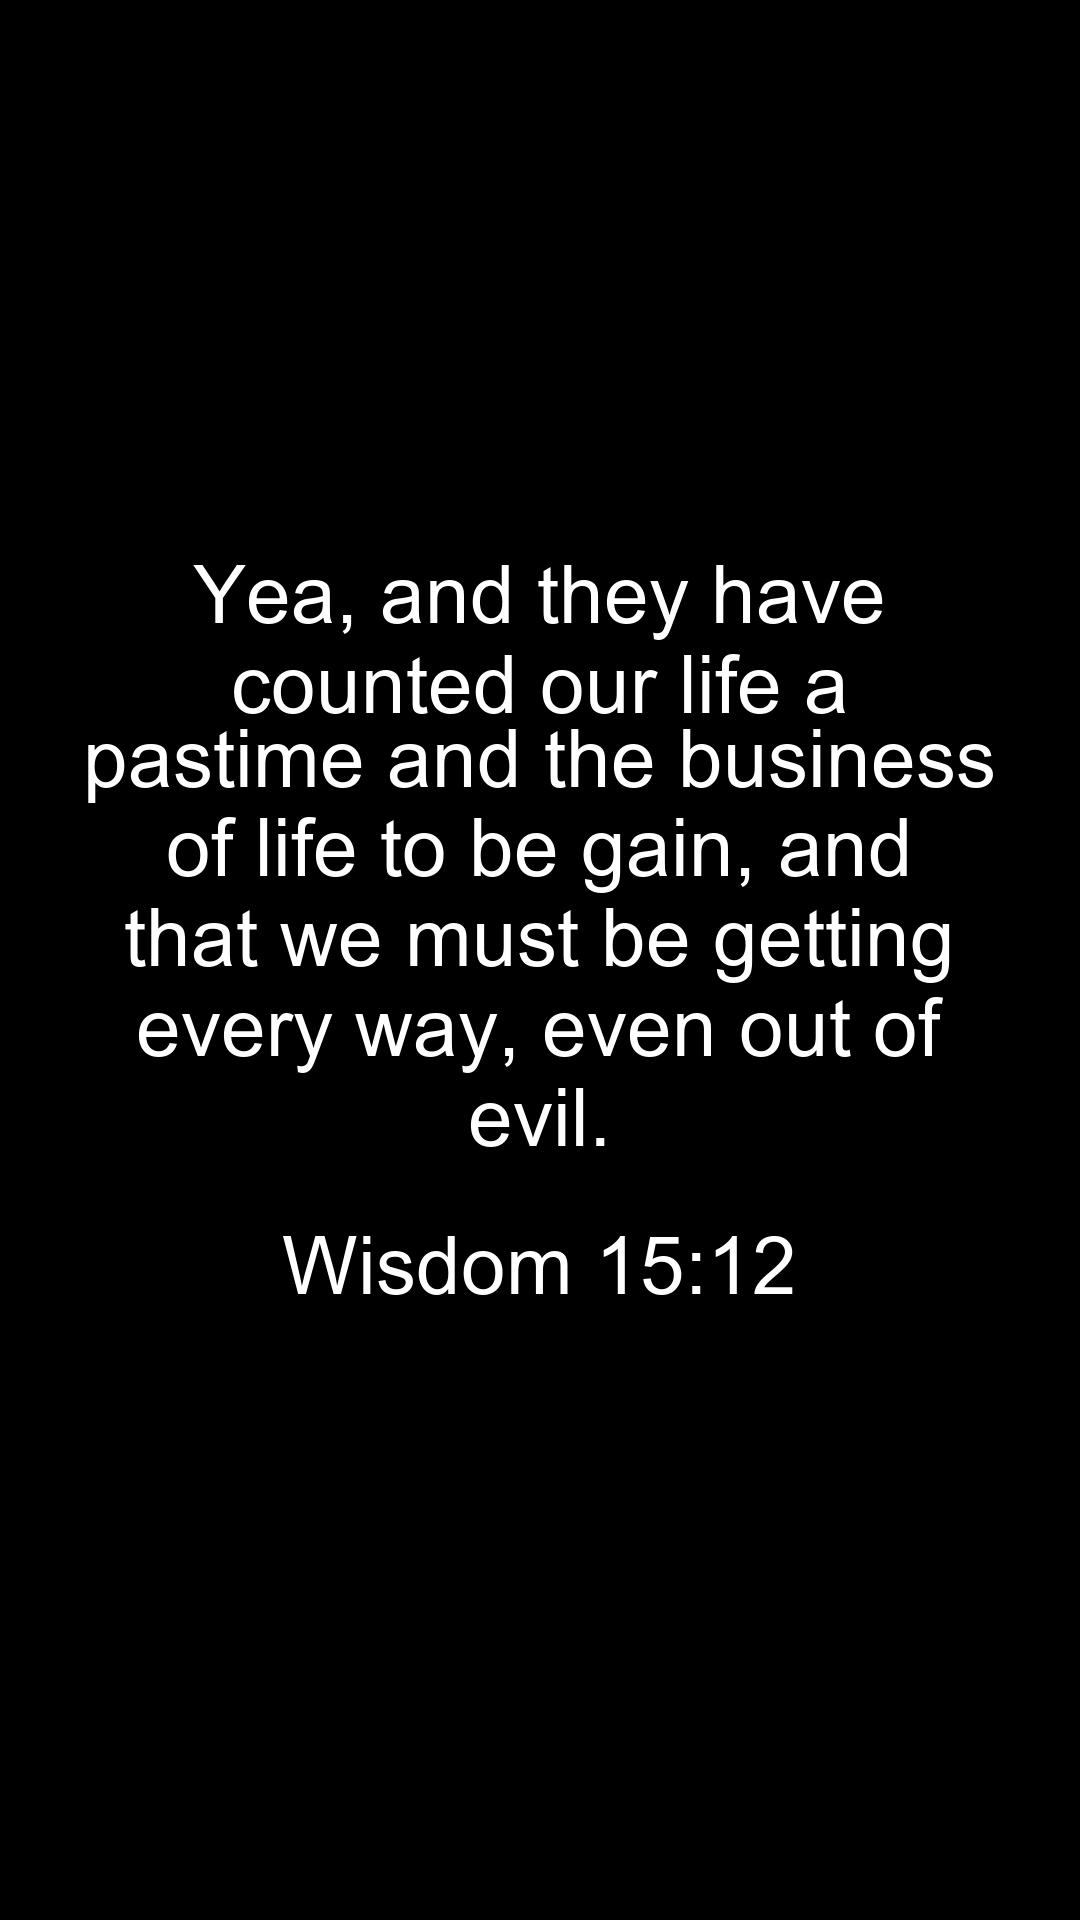 Yea, and they have
counted our life a
pastime and the business
of life to be gain, and
that we must be getting
every way, even out of
evil.
Wisdom 15:12